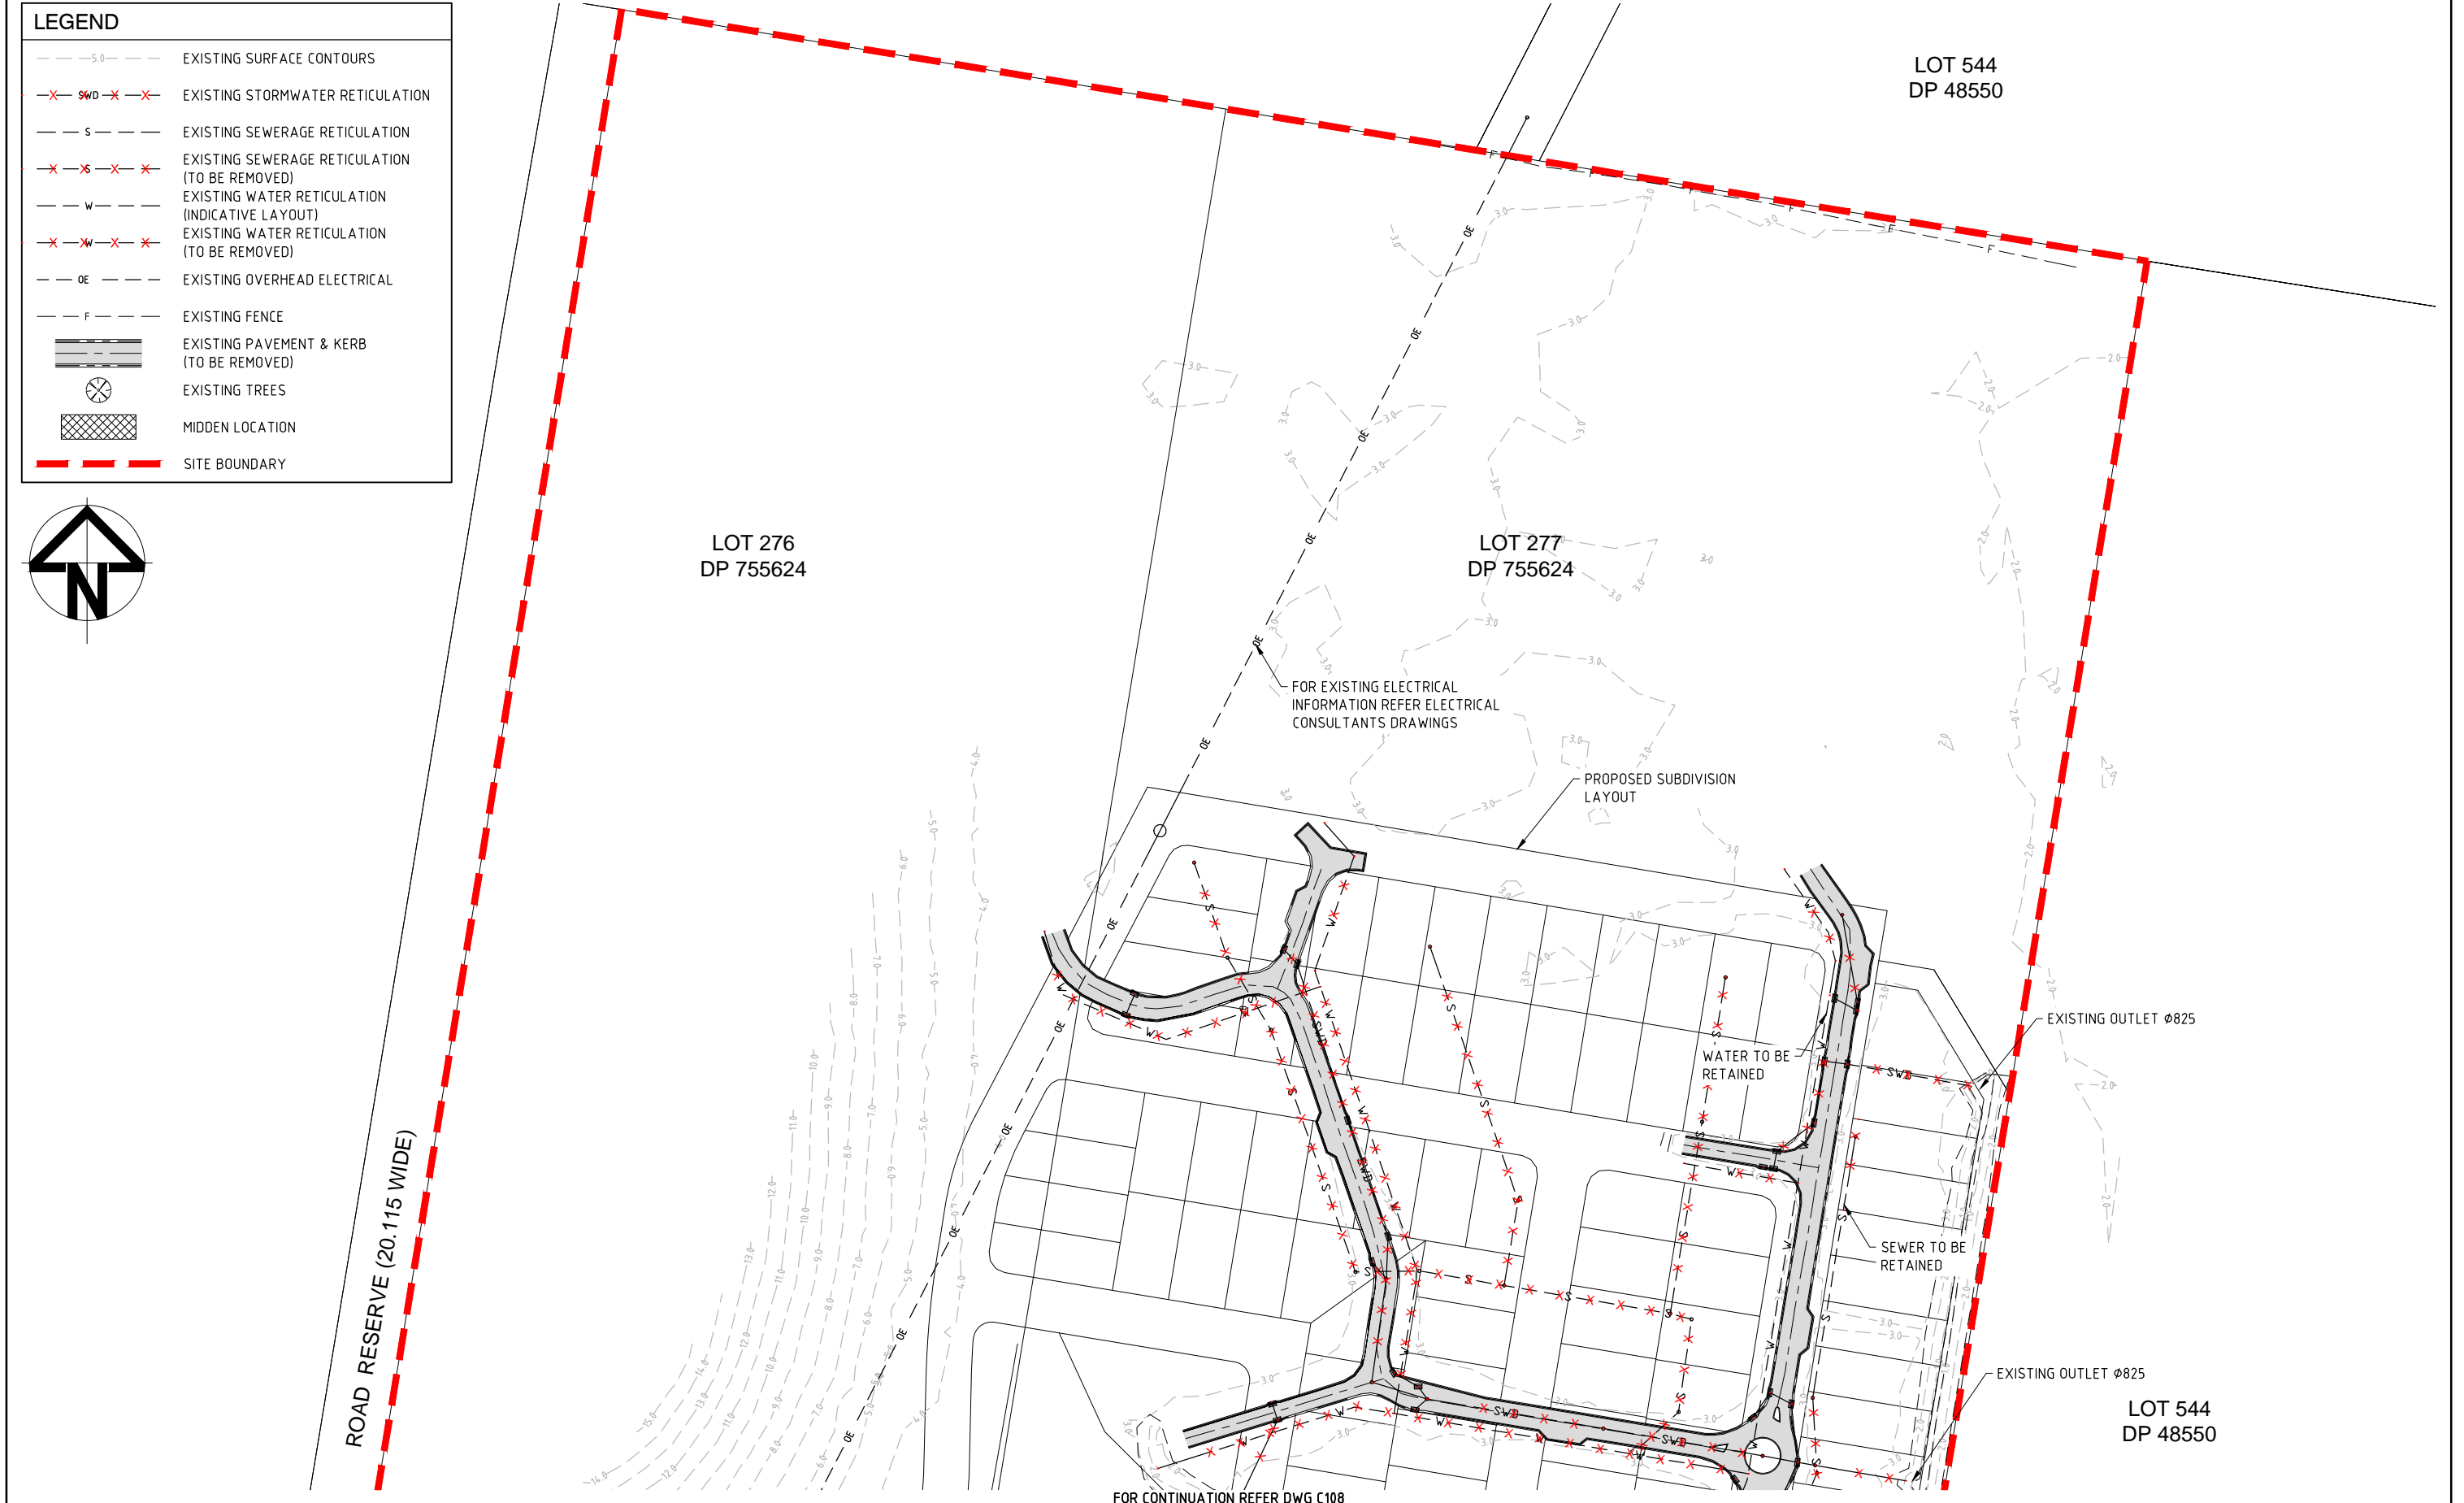 LEGEND
5.0
EXISTING SURFACE CONTOURS
SWD
EXISTING STORMWATER RETICULATION
S
EXISTING SEWERAGE RETICULATION
S
EXISTING SEWERAGE RETICULATION
(TO BE REMOVED)
W
EXISTING WATER RETICULATION
(INDICATIVE LAYOUT)
W
EXISTING WATER RETICULATION
(TO BE REMOVED)
OE
EXISTING OVERHEAD ELECTRICAL
F
EXISTING FENCE
EXISTING PAVEMENT & KERB
(TO BE REMOVED)
EXISTING TREES
MIDDEN LOCATION
SITE BOUNDARY
N
LOT 544
DP 48550
LOT 276
DP 755624
LOT 277
DP 755624
FOR EXISTING ELECTRICAL
INFORMATION REFER ELECTRICAL
CONSULTANTS DRAWINGS
PROPOSED SUBDIVISION
LAYOUT
EXISTING OUTLET Ø825
WATER TO BE
RETAINED
SEWER TO BE
RETAINED
EXISTING OUTLET Ø825
LOT 544
DP 48550
ROAD RESERVE (20.115 WIDE)
FOR CONTINUATION REFER DWG C108